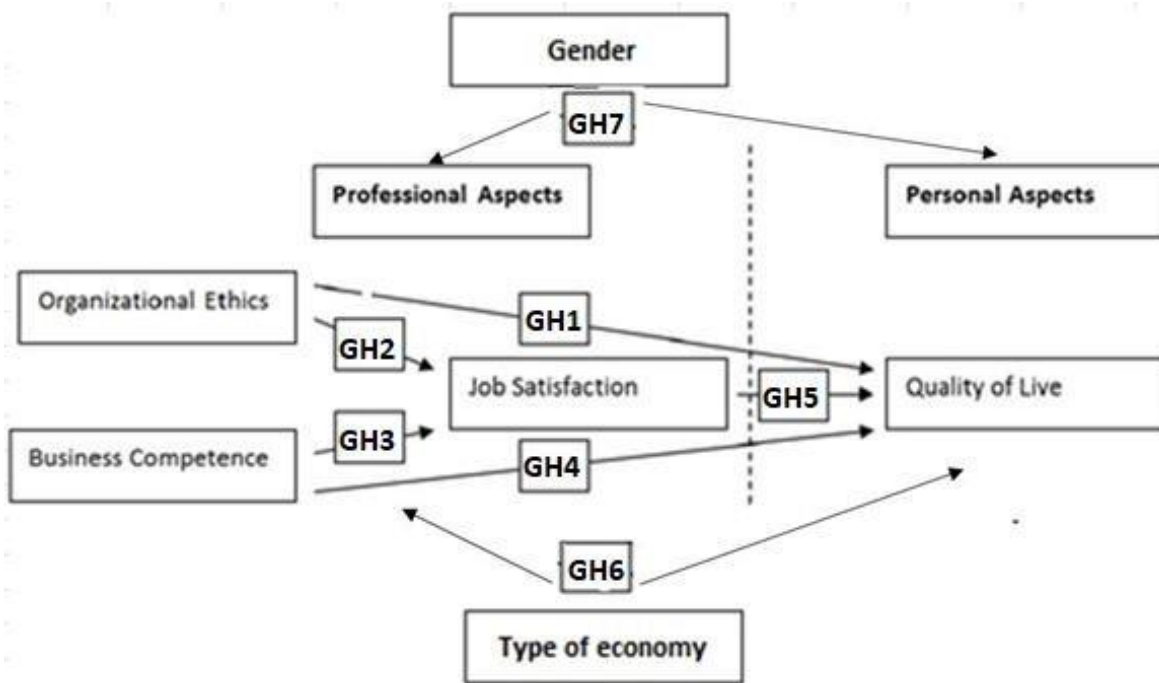 Gender
GH7
Professional Aspects
Personal Aspects
Organizational Ethics
GH1
GH2
Job Satisfaction
GH5
Quality of Live
GH3
Business Competence
GH4
GH6
Type of economy